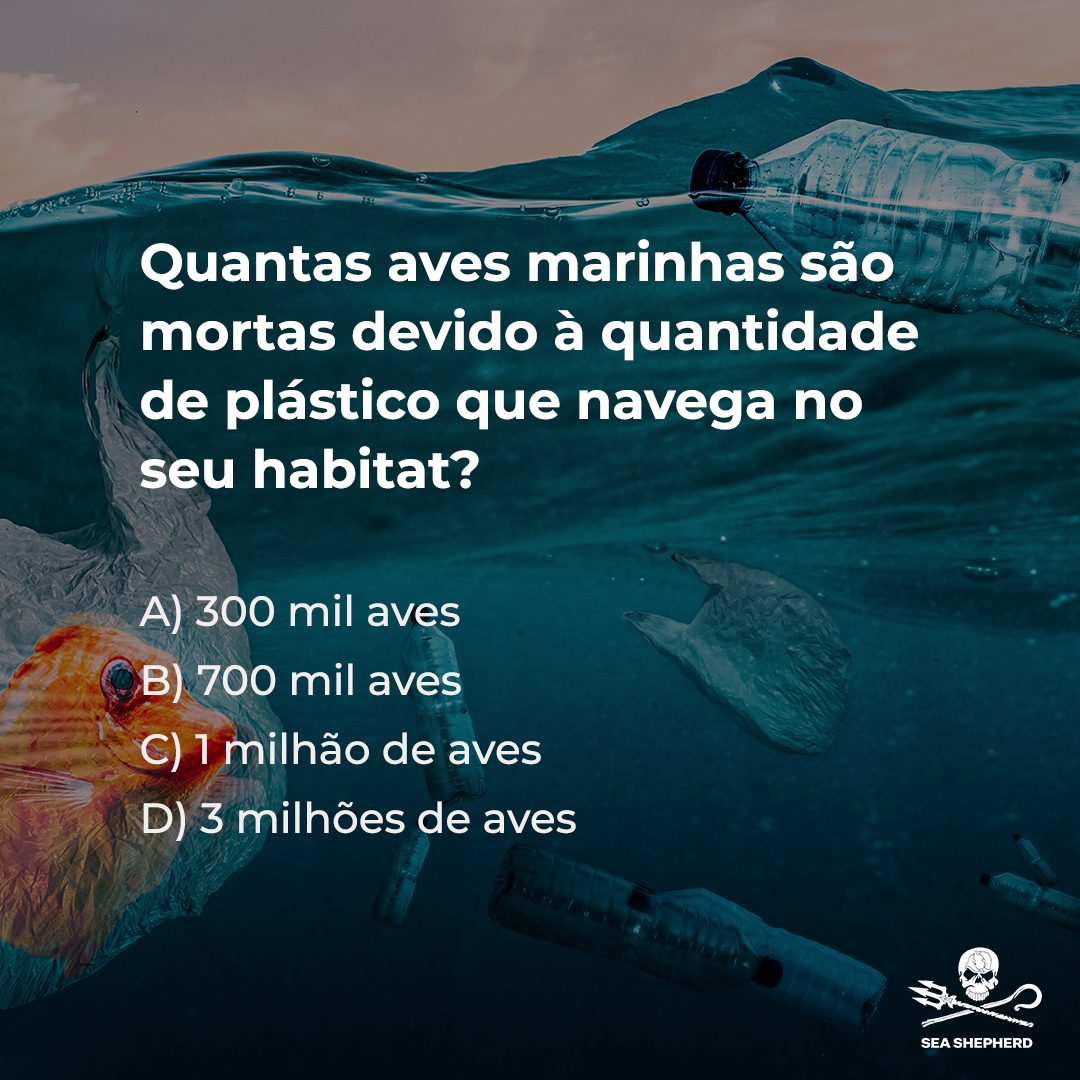 Quantas aves marinhas são
mortas devido à quantidade
de plástico que navega no
seu habitat?
A) 300 mil aves
B) 700 mil aves
C) 1 milhão de aves
D) 3 milhões de aves
SEA SHEPHERD